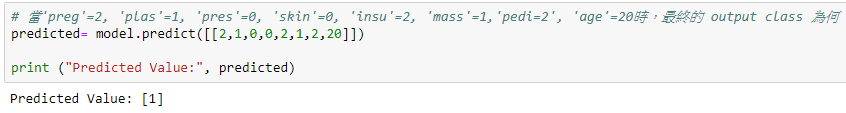 # 當'preg'=2, 'plas'=1, 'pres'=0, 'skin'=0, 'insu'=2, 'mass'=1,'pedi=2', 'age'=20時，最終的 output class 為何
predicted= model.predict([[2,1,0,0,2,1,2,20]])
print ("Predicted Value:", predicted)
Predicted Value: [1]